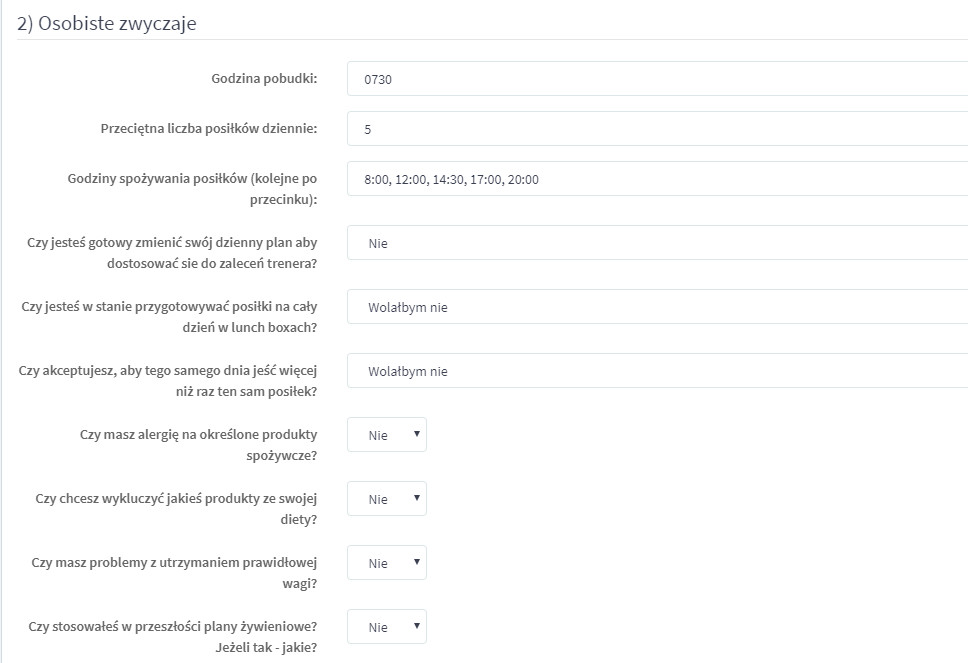 2) Osobiste zwyczaje
Godzina pobudki:
0730
Przeciętna liczba posiłków dziennie:
5
Godziny spożywania posiłków (kolejne po
przecinku):
8:00, 12:00, 14:30, 17:00, 20:00
Czy jesteś gotowy zmienić swój dzienny plan aby
dostosować sie do zaleceń trenera?
Nie
Czy jesteś w stanie przygotowywać posiłki na cały
dzień w lunch boxach?
Wolałbym nie
Czy akceptujesz, aby tego samego dnia jeść więcej
niż raz ten sam posiłek?
Wolałbym nie
Czy masz alergię na określone produkty
spożywcze?
Nie
Czy chcesz wykluczyć jakieś produkty ze swojej
diety?
Nie
Czy masz problemy z utrzymaniem prawidłowej
wagi?
Nie
Czy stosowałeś w przeszłości plany żywieniowe?
Jeżeli tak - jakie?
Nie